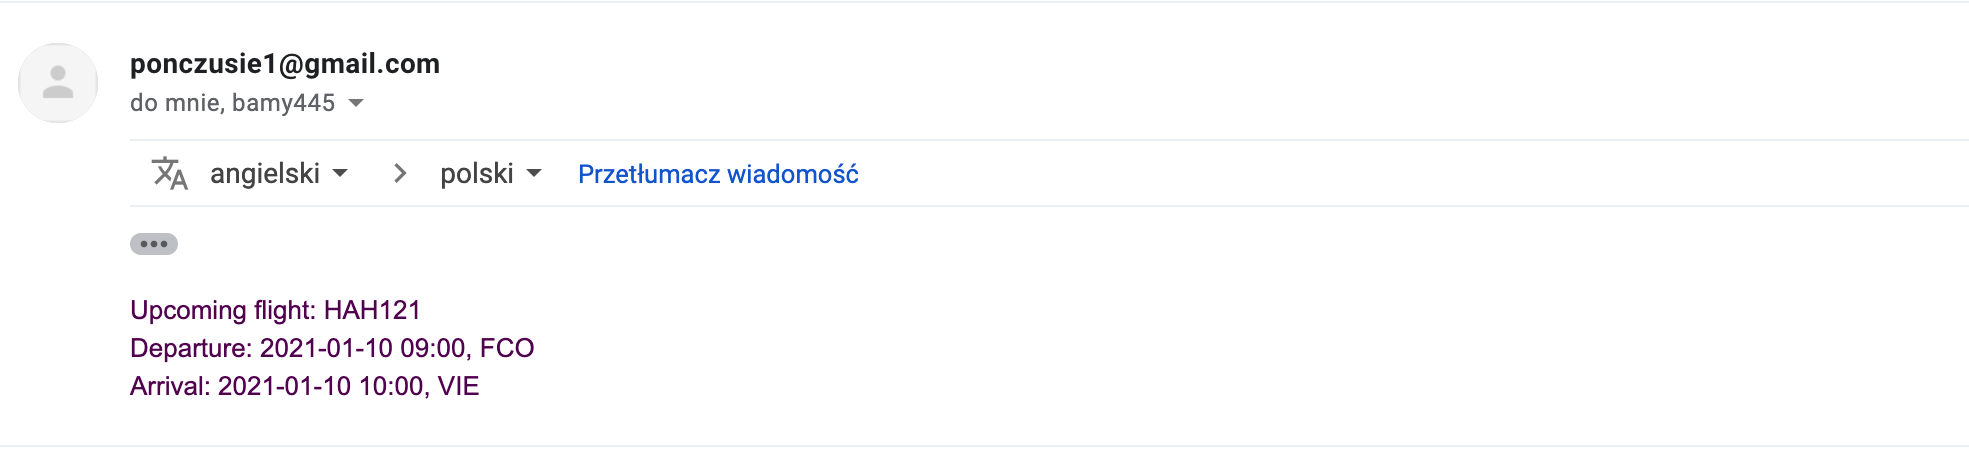 ponczusie1@gmail.com
do mnie, bamy445
angielski > polski Przetłumacz wiadomość
Upcoming flight: HAH121
Departure: 2021-01-10 09:00, FCO
Arrival: 2021-01-10 10:00, VIE